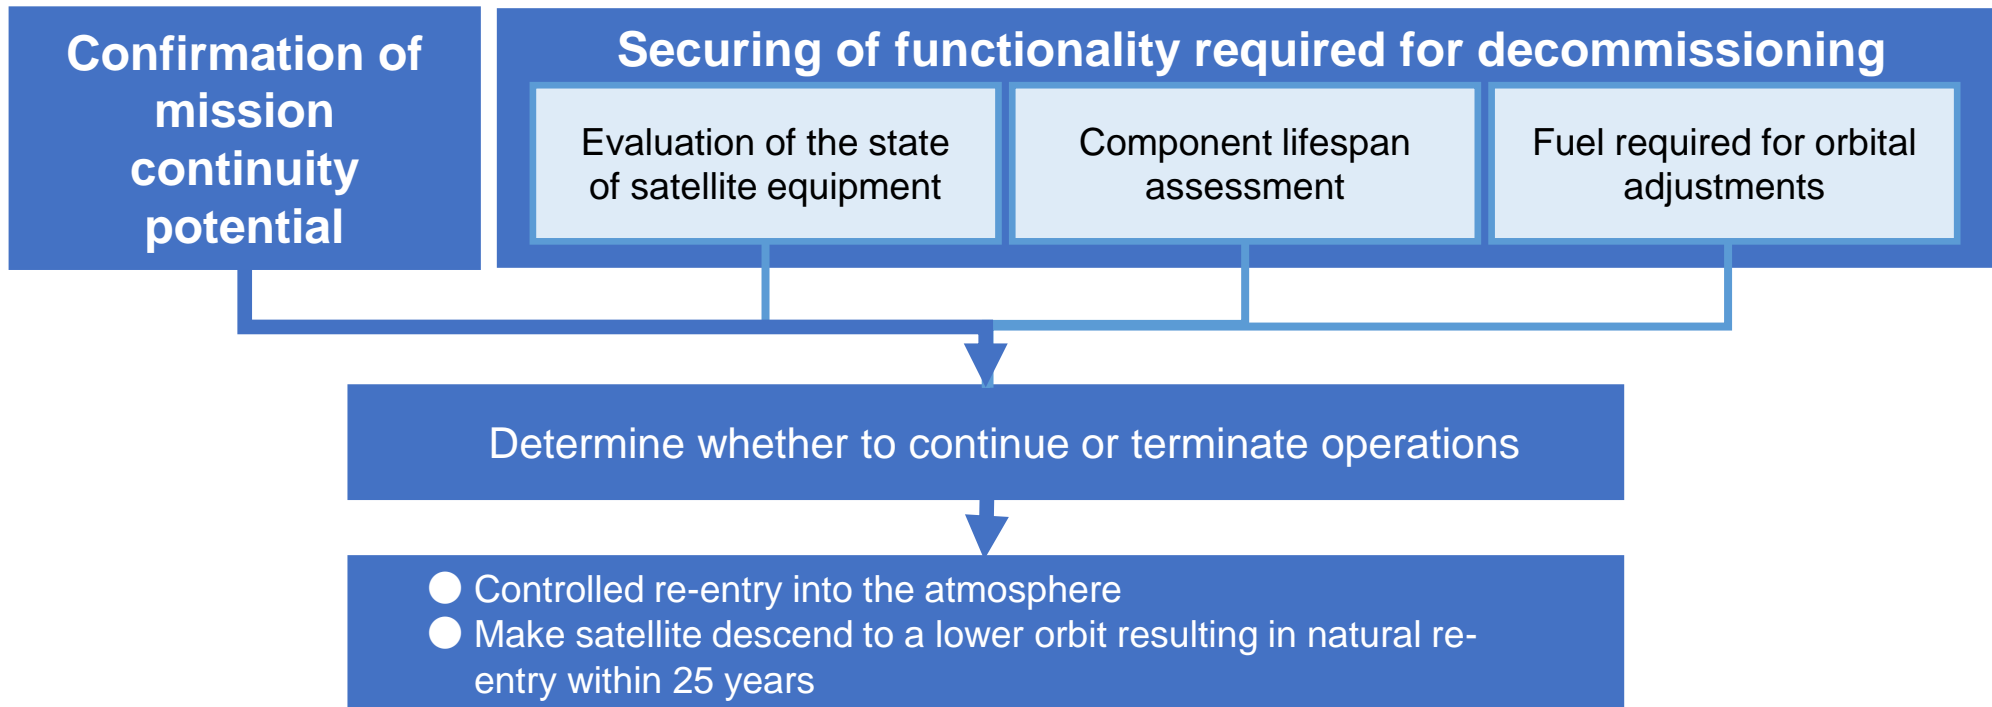 Confirmation of
mission
continuity
potential
Securing of functionality required for decommissioning
Evaluation of the state
of satellite equipment
Component lifespan
assessment
Fuel required for orbital
adjustments
Determine whether to continue or terminate operations
● Controlled re-entry into the atmosphere
● Make satellite descend to a lower orbit resulting in natural re-
entry within 25 years